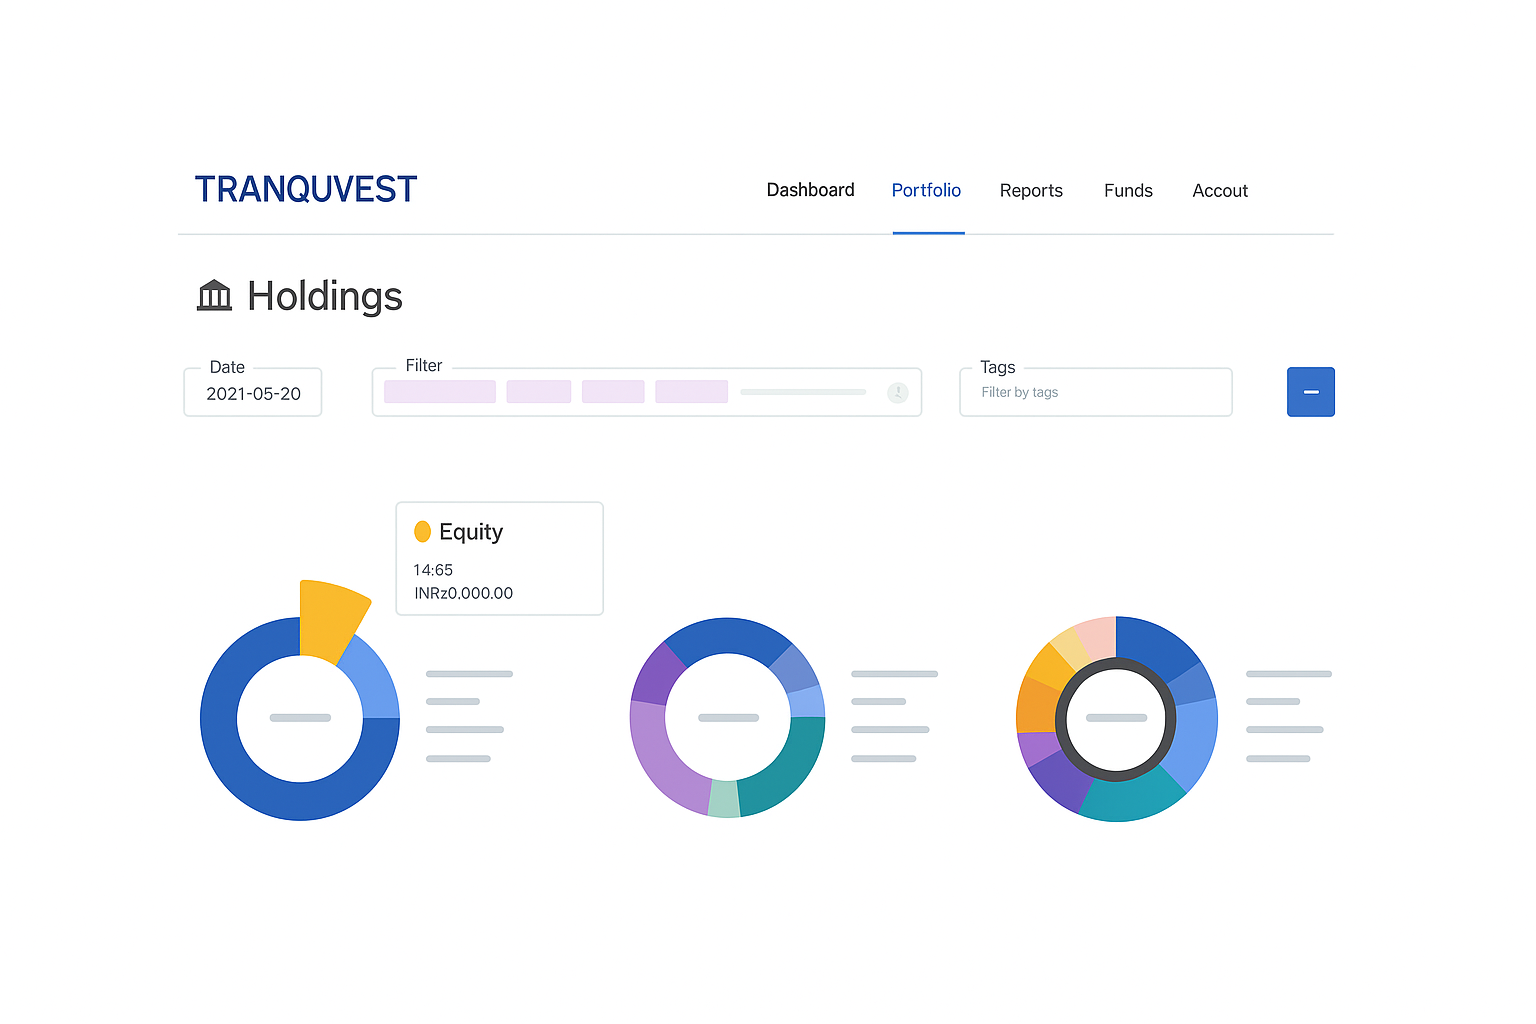 TRANQUVEST
Dashboard Portfolio Reports Funds Accout
Holdings
Date
2021-05-20
Filter
Tags
Filter by tags
Equity
14:65
INRz0,000.00